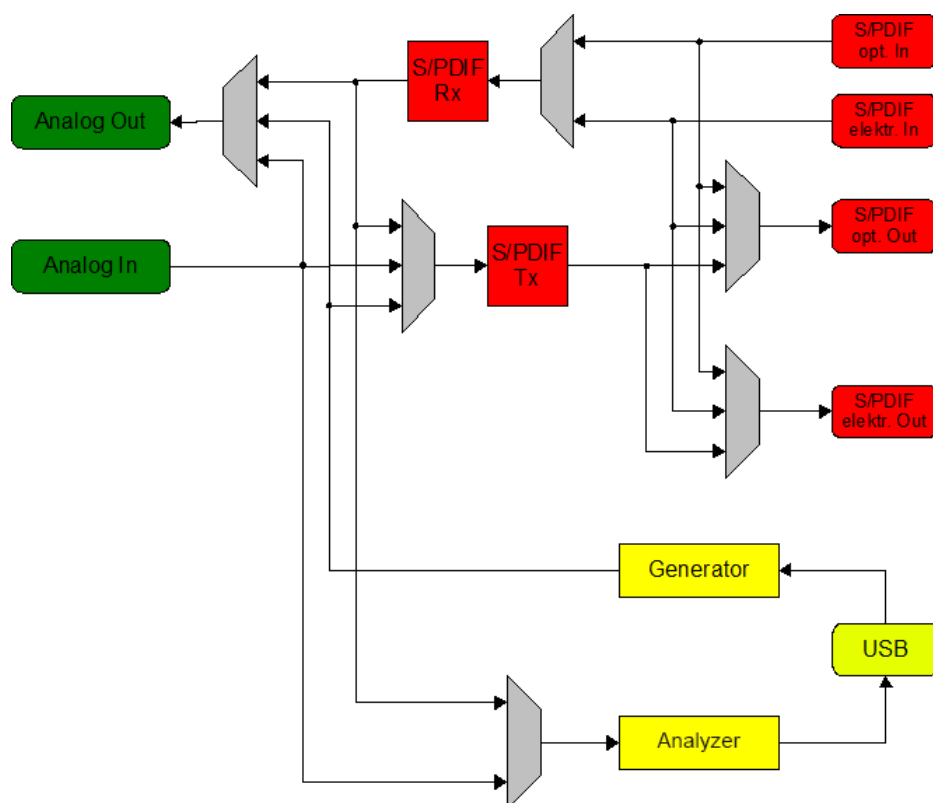 S/PDIF
opt. In
S/PDIF
Rx
Analog Out
S/PDIF
elektr. In
S/PDIF
opt. Out
Analog In
S/PDIF
Tx
S/PDIF
elektr. Out
Generator
USB
Analyzer